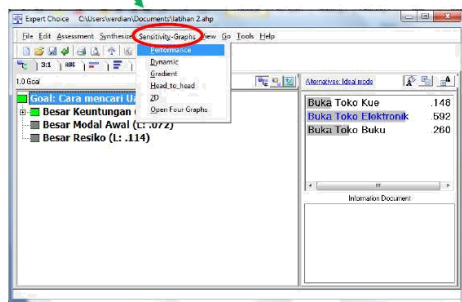 Expert Choice C:\Users\verdian\Documents\latihan 2.ahp
File Edit Assessment Synthesize Sensitivity-Graphs View Go Tools Help
Performance
Dynamic
Gradient
Head to head
2D
Open Four Graphs
3:1
1.0 Goal
Goal: Cara mencari
Besar Keuntungan
Besar Modal Awal (L: .072)
Besar Resiko (L: .114)
Alternatives: Ideal mode
Buka Toko Kue .148
Buka Toko Elektronik .592
Buka Toko Buku .260
Information Document